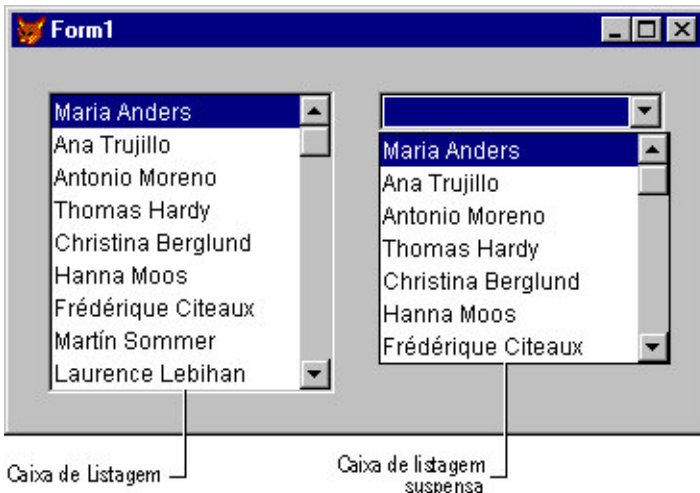 Form1
Maria Anders
Ana Trujillo
Antonio Moreno
Thomas Hardy
Christina Berglund
Hanna Moos
Frédérique Citeaux
Martín Sommer
Laurence Lebihan
Maria Anders
Ana Trujillo
Antonio Moreno
Thomas Hardy
Christina Berglund
Hanna Moos
Frédérique Citeaux
Caixa de Listagem
Caixa de listagem
suspensa